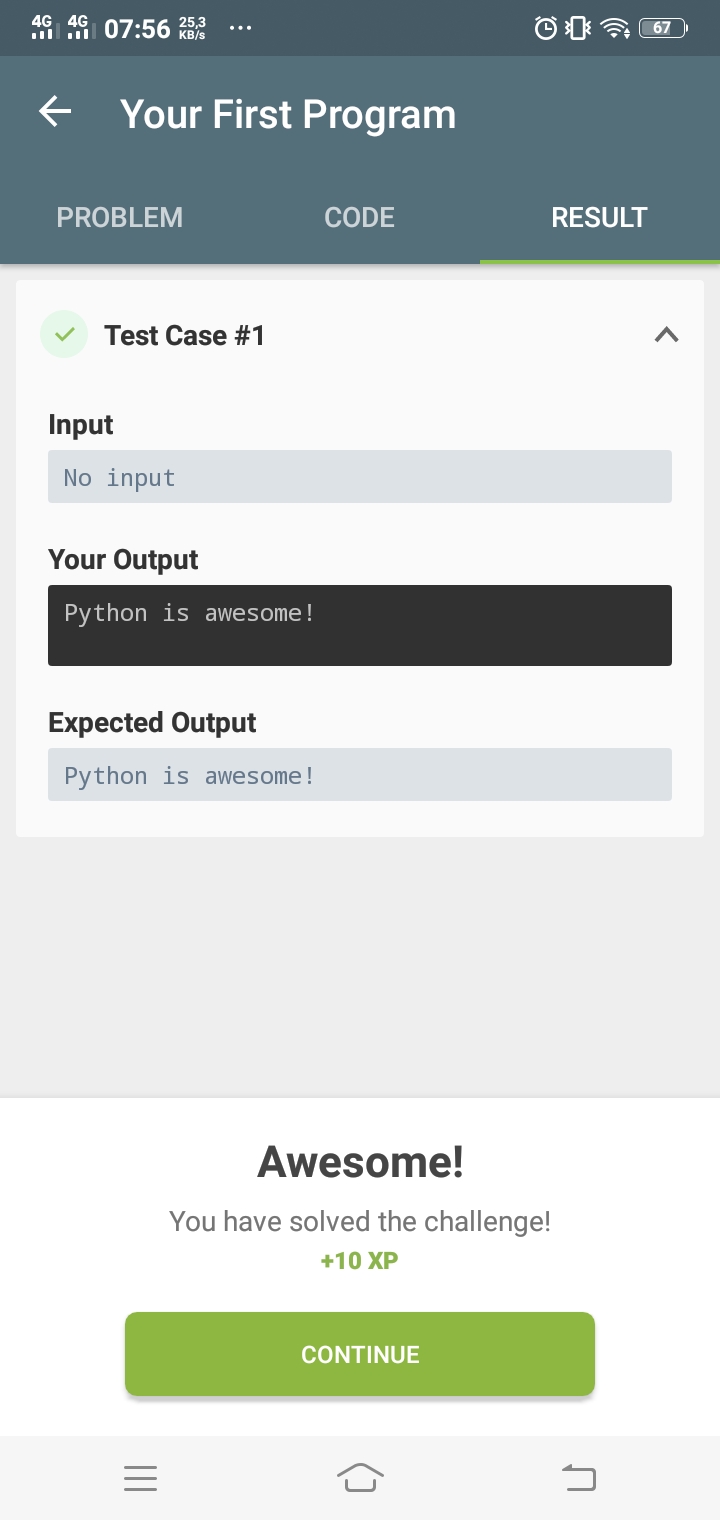 4G 4G 07:56 25,3 KB/s ... 67
Your First Program
PROBLEM CODE RESULT
Test Case #1
Input
No input
Your Output
Python is awesome!
Expected Output
Python is awesome!
Awesome!
You have solved the challenge!
+10 XP
CONTINUE